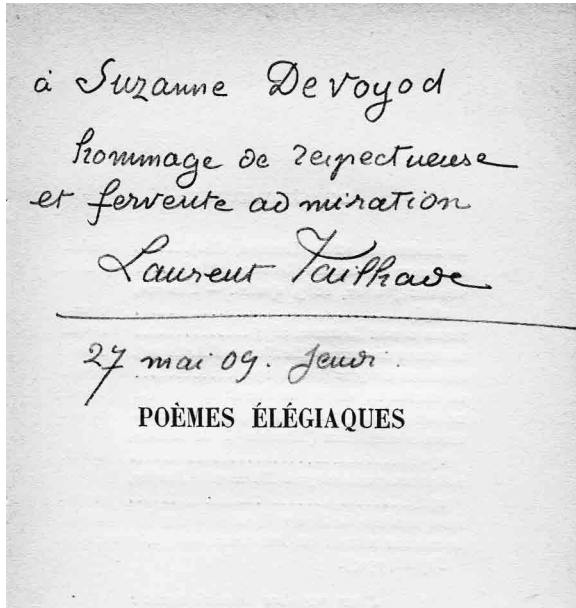 à Suzanne Devoyod
hommage de respectueuse
et fervente admiration
Laurent Tailhade
27 mai 09. Jeudi.
POÈMES ÉLÉGIAQUES